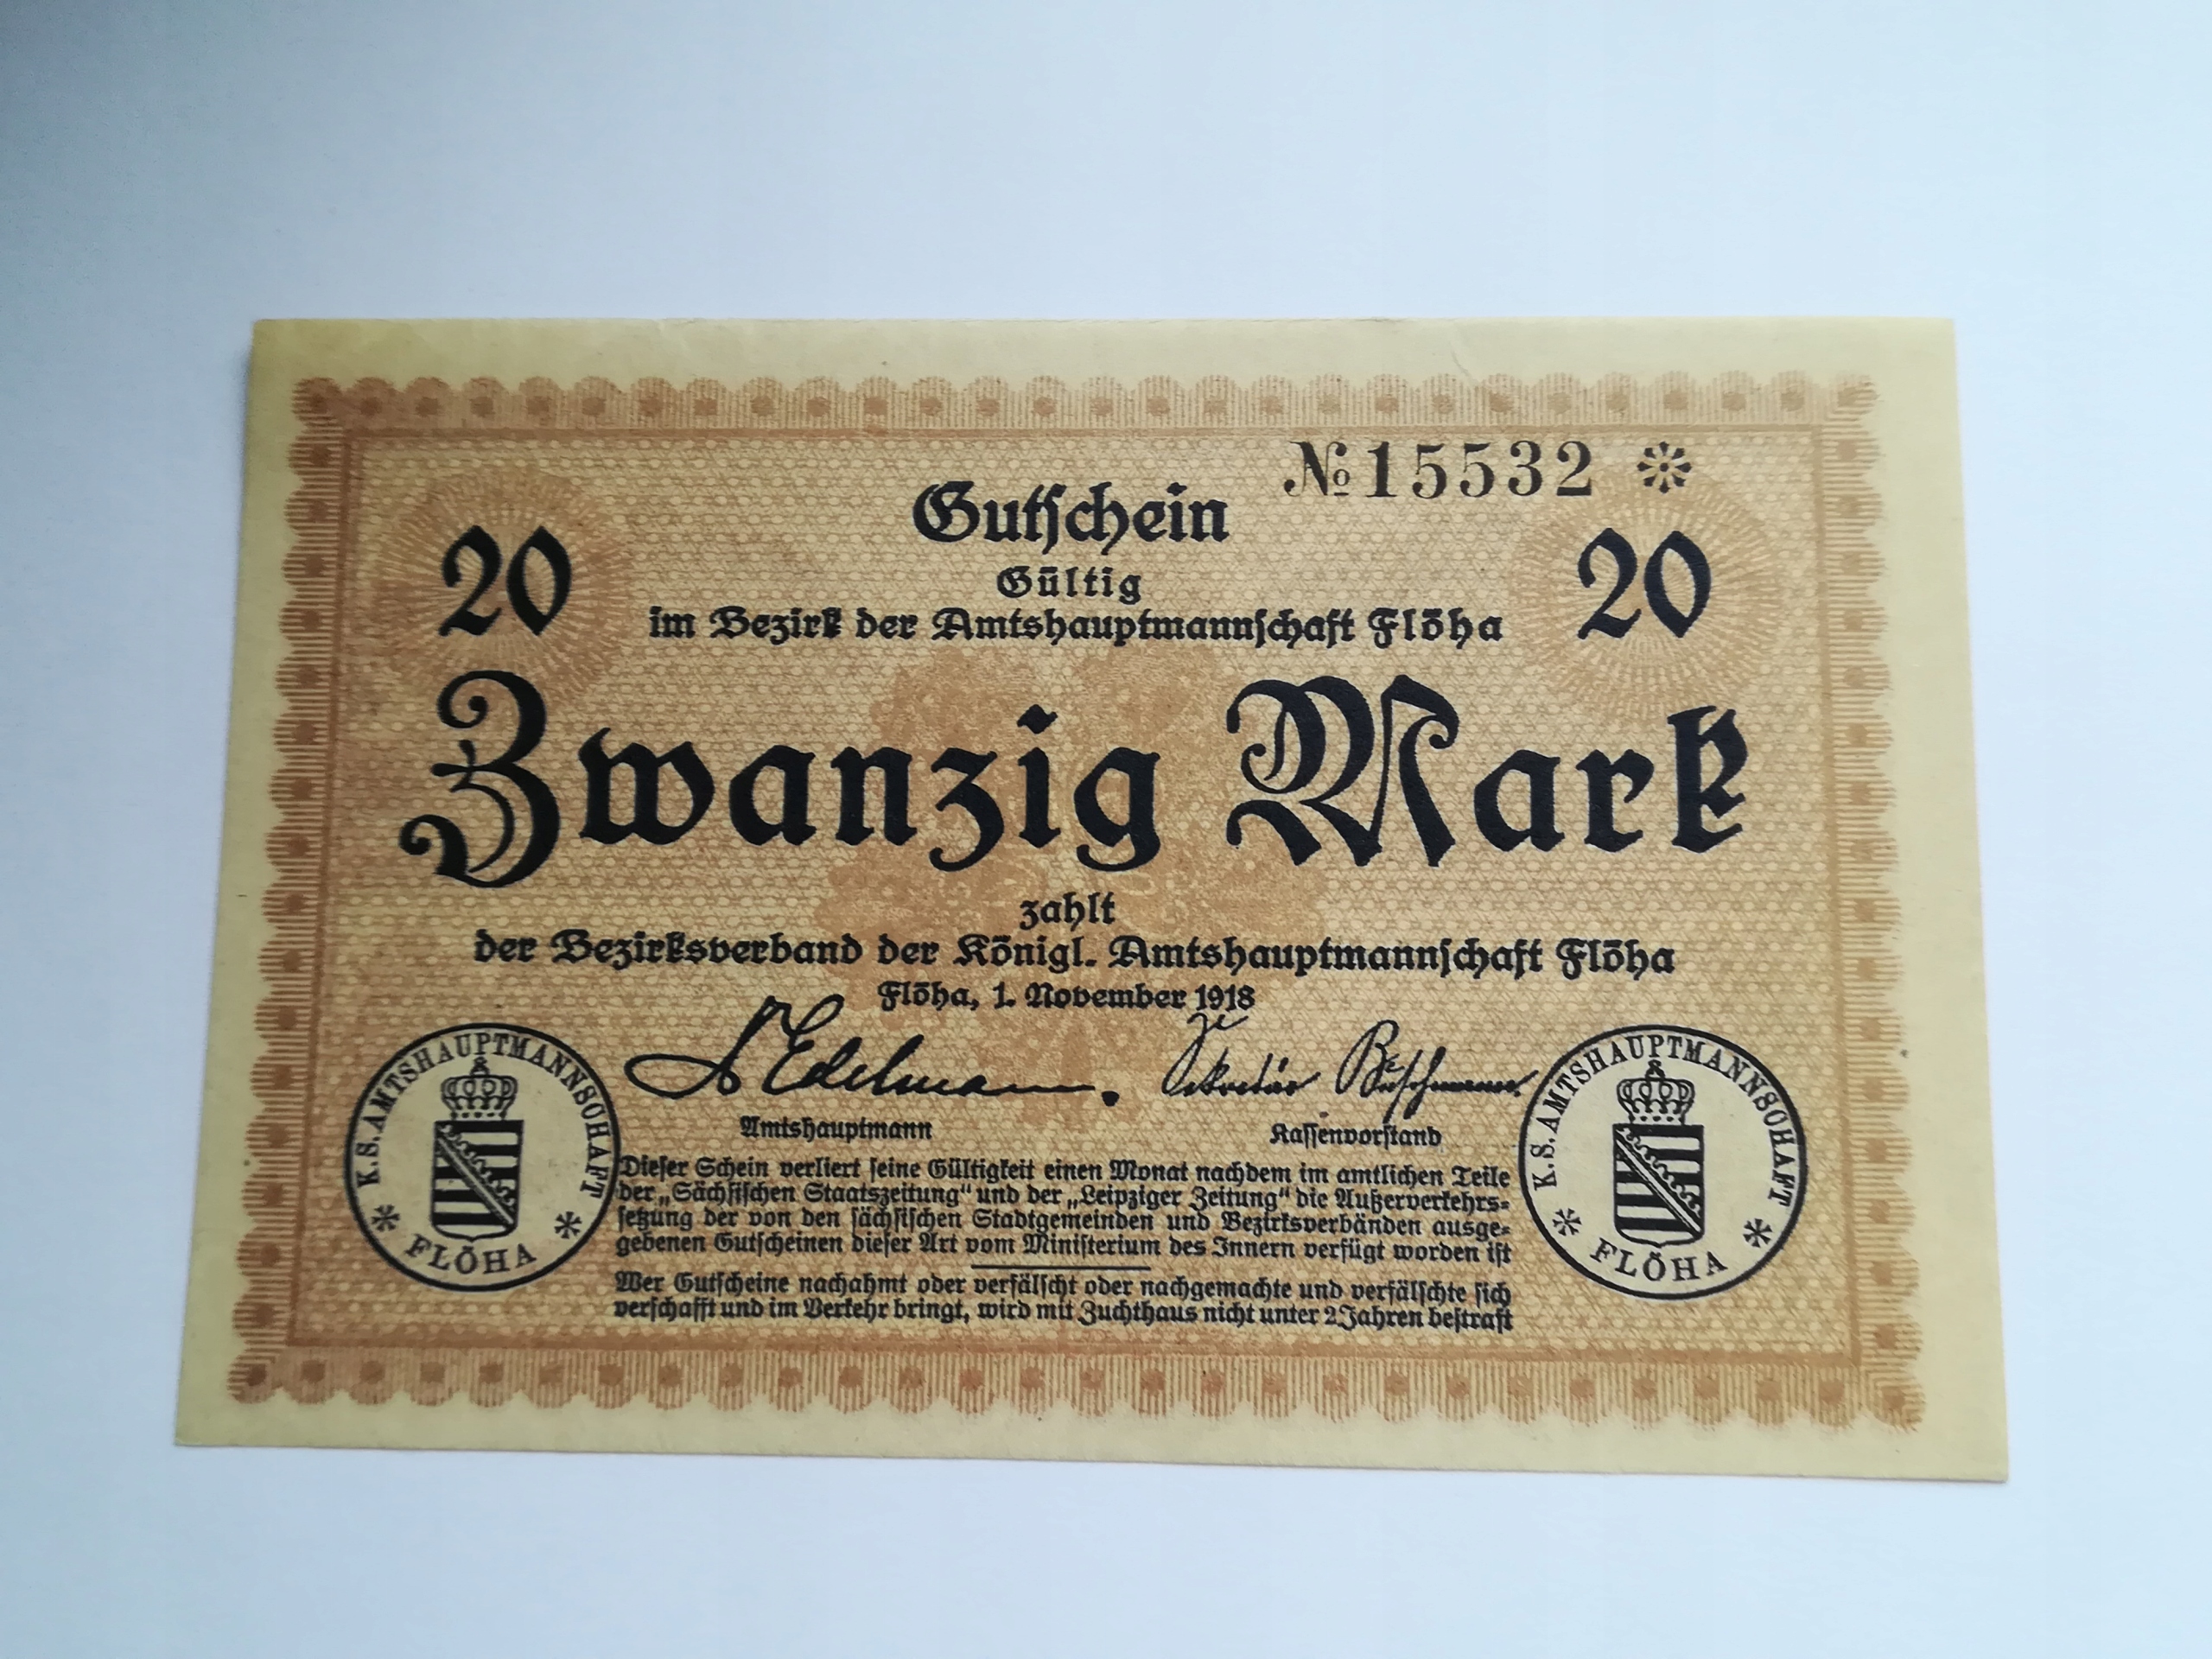 № 15532
Gutschein
20
20
Gültig
im Bezirk der Amtshauptmannschaft Flöha
Zwanzig Mark
zahlt
der Bezirksverband der Königl. Amtshauptmannschaft Flöha
Flöha, 1. November 1918
Edelmann.
Sekretär
Amtshauptmann
Kassenvorstand
K. S. AMTSHAUPTMANNSCHAFT
FLÖHA
K. S. AMTSHAUPTMANNSCHAFT
FLÖHA
Dieser Schein verliert seine Gültigkeit einen Monat nachdem im amtlichen Teile
der „Sächsischen Staatszeitung“ und der „Leipziger Zeitung“ die Außerverkehrs-
setzung der von den sächsischen Stadtgemeinden und Bezirksverbänden ausge-
gebenen Gutscheinen dieser Art vom Ministerium des Innern verfügt worden ist
Wer Gutscheine nachahmt oder verfälscht oder nachgemachte und verfälschte sich
verschafft und im Verkehr bringt, wird mit Zuchthaus nicht unter 2 Jahren bestraft